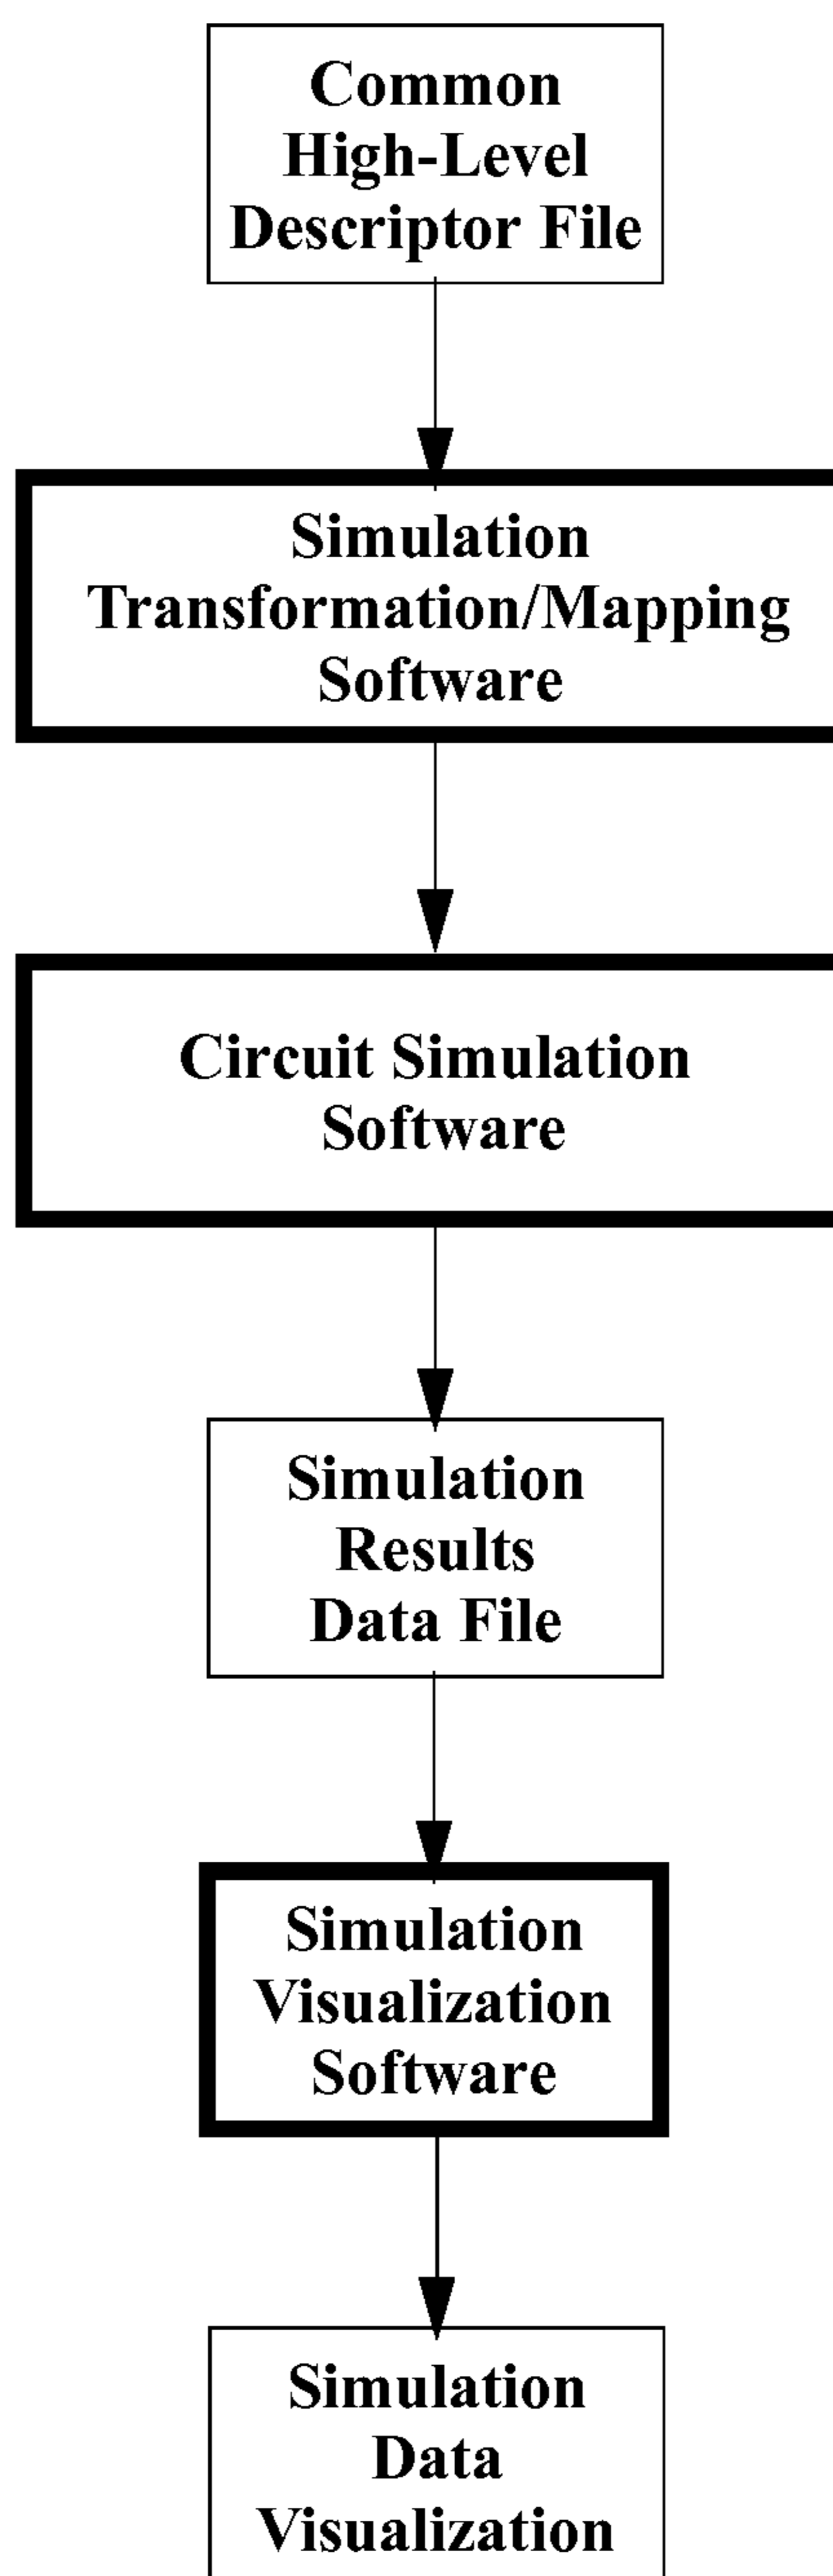 Common
High-Level
Descriptor File
Simulation
Transformation/Mapping
Software
Circuit Simulation
Software
Simulation
Results
Data File
Simulation
Visualization
Software
Simulation
Data
Visualization